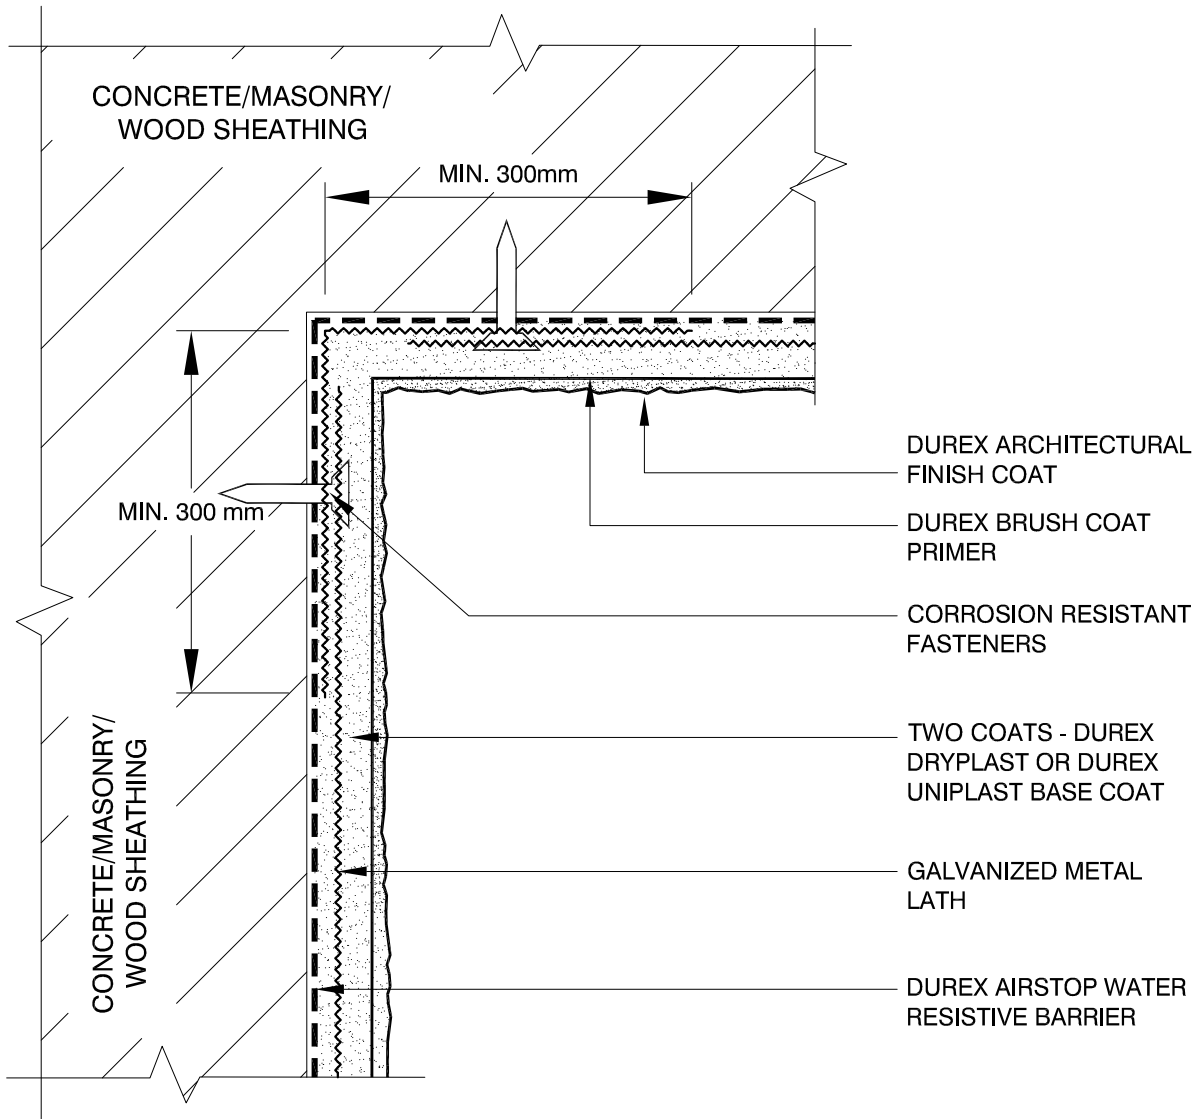 CONCRETE/MASONRY/
WOOD SHEATHING
MIN. 300mm
DUREX ARCHITECTURAL
FINISH COAT
MIN. 300 mm
DUREX BRUSH COAT
PRIMER
CORROSION RESISTANT
FASTENERS
CONCRETE/MASONRY/
WOOD SHEATHING
TWO COATS - DUREX
DRYPLAST OR DUREX
UNIPLAST BASE COAT
GALVANIZED METAL
LATH
DUREX AIRSTOP WATER
RESISTIVE BARRIER